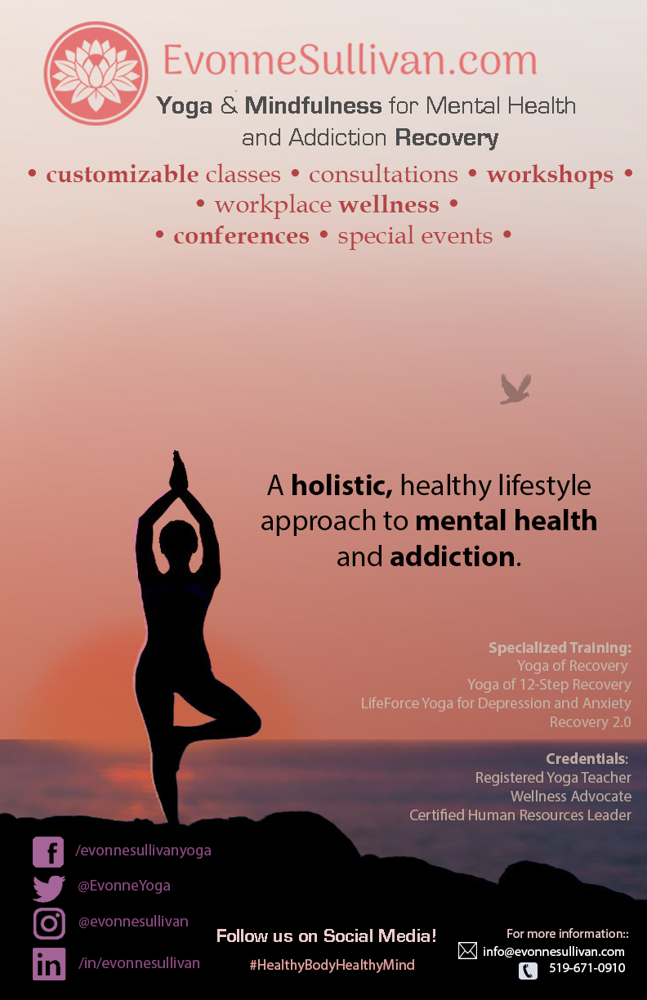 EvonneSullivan.com
Yoga & Mindfulness for Mental Health
and Addiction Recovery
• customizable classes • consultations • workshops •
• workplace wellness •
• conferences • special events •
A holistic, healthy lifestyle
approach to mental health
and addiction.
Specialized Training:
Yoga of Recovery
Yoga of 12-Step Recovery
LifeForce Yoga for Depression and Anxiety
Recovery 2.0
Credentials:
Registered Yoga Teacher
Wellness Advocate
Certified Human Resources Leader
/evonnesullivanyoga
@EvonneYoga
@evonnesullivan
/in/evonnesullivan
Follow us on Social Media!
#HealthyBodyHealthyMind
For more information::
info@evonnesullivan.com
519-671-0910